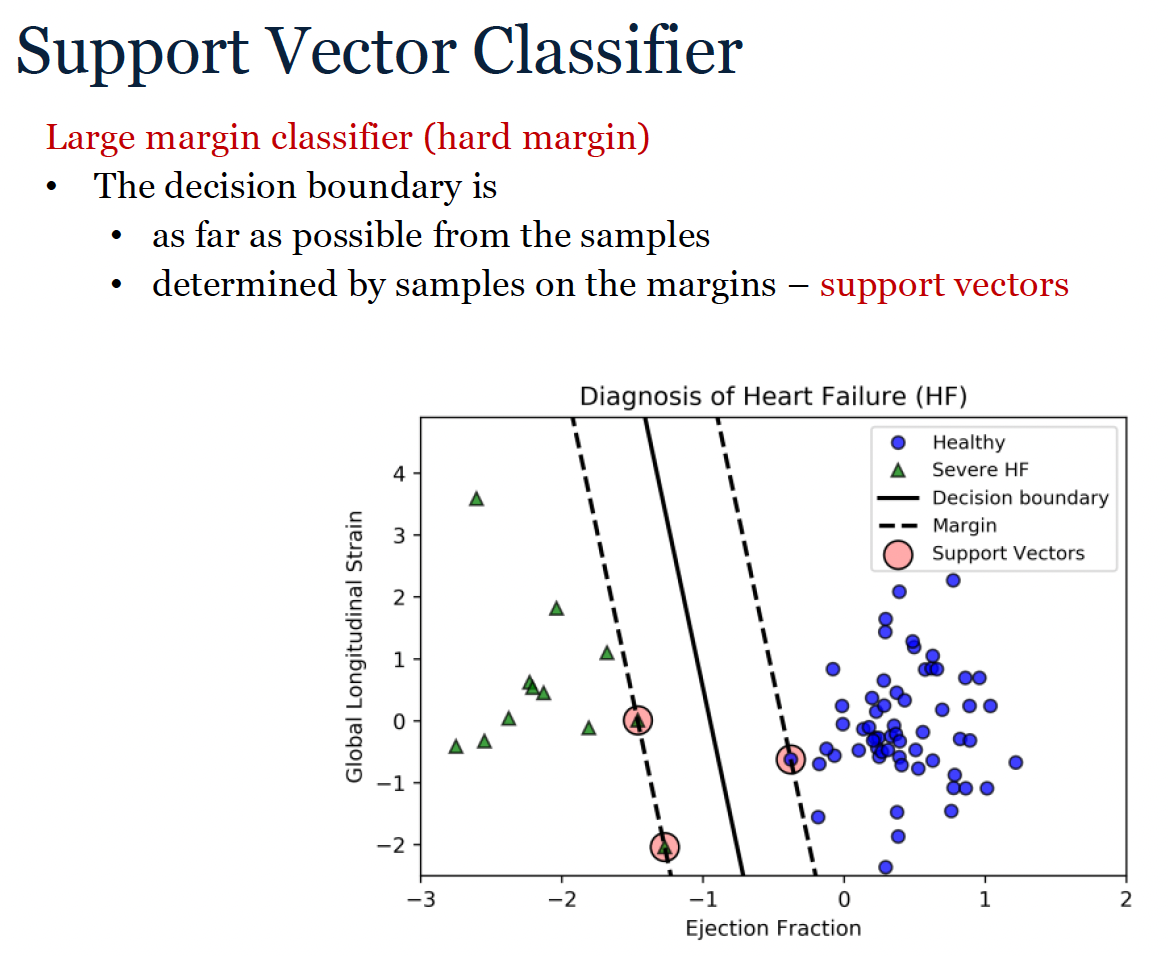 Support Vector Classifier
Large margin classifier (hard margin)
• The decision boundary is
• as far as possible from the samples
• determined by samples on the margins – support vectors
Diagnosis of Heart Failure (HF)
Healthy
Severe HF
Decision boundary
Margin
Support Vectors
Global Longitudinal Strain
4
3
2
1
0
−1
−2
−3 −2 −1 0 1 2
Ejection Fraction